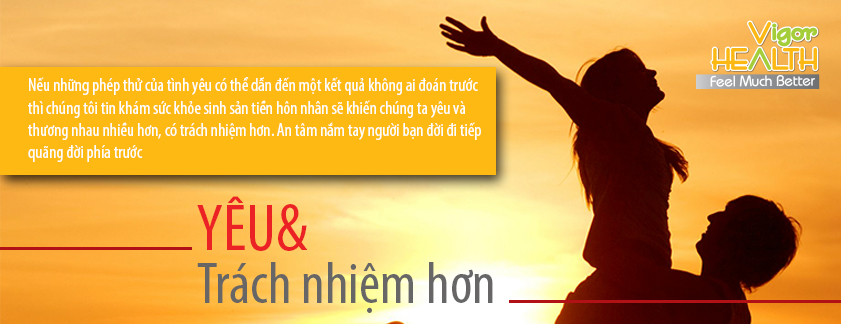 Vigor
HEALTH
Feel Much Better
Nếu những phép thử của tình yêu có thể dẫn đến một kết quả không ai đoán trước
thì chúng tôi tin khám sức khỏe sinh sản tiền hôn nhân sẽ khiến chúng ta yêu và
thương nhau nhiều hơn, có trách nhiệm hơn. An tâm nắm tay người bạn đời đi tiếp
quãng đời phía trước
YÊU&
Trách nhiệm hơn